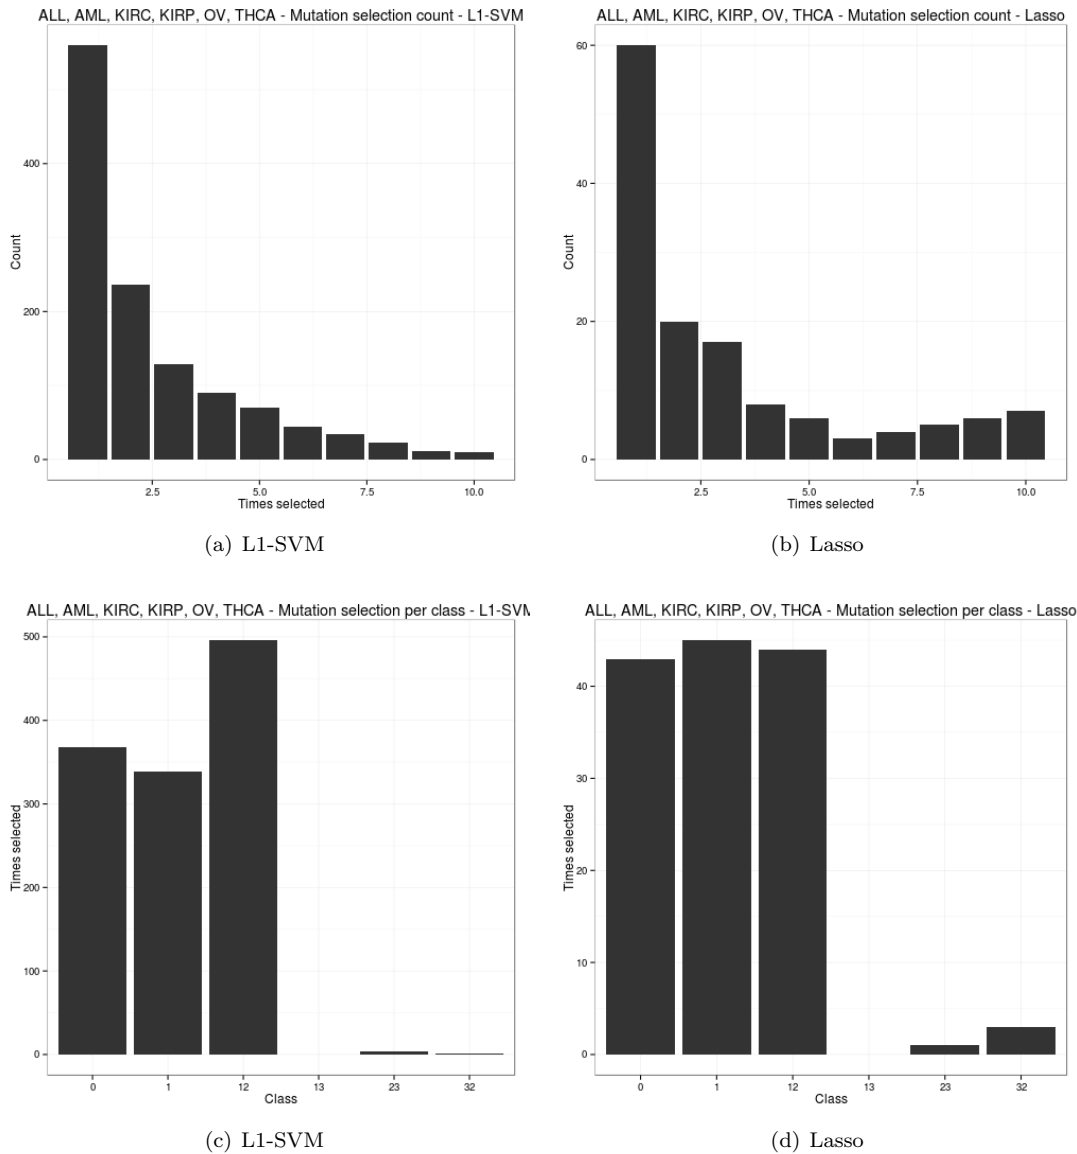 ALL, AML, KIRC, KIRP, OV, THCA - Mutation selection count - L1-SVM
Count
400
200
0
2.5 5.0 7.5 10.0
Times selected
(a) L1-SVM
ALL, AML, KIRC, KIRP, OV, THCA - Mutation selection count - Lasso
Count
60
40
20
0
2.5 5.0 7.5 10.0
Times selected
(b) Lasso
ALL, AML, KIRC, KIRP, OV, THCA - Mutation selection per class - L1-SVM
Times selected
500
400
300
200
100
0
0 1 12 13 23 32
Class
(c) L1-SVM
ALL, AML, KIRC, KIRP, OV, THCA - Mutation selection per class - Lasso
Times selected
40
30
20
10
0
0 1 12 13 23 32
Class
(d) Lasso